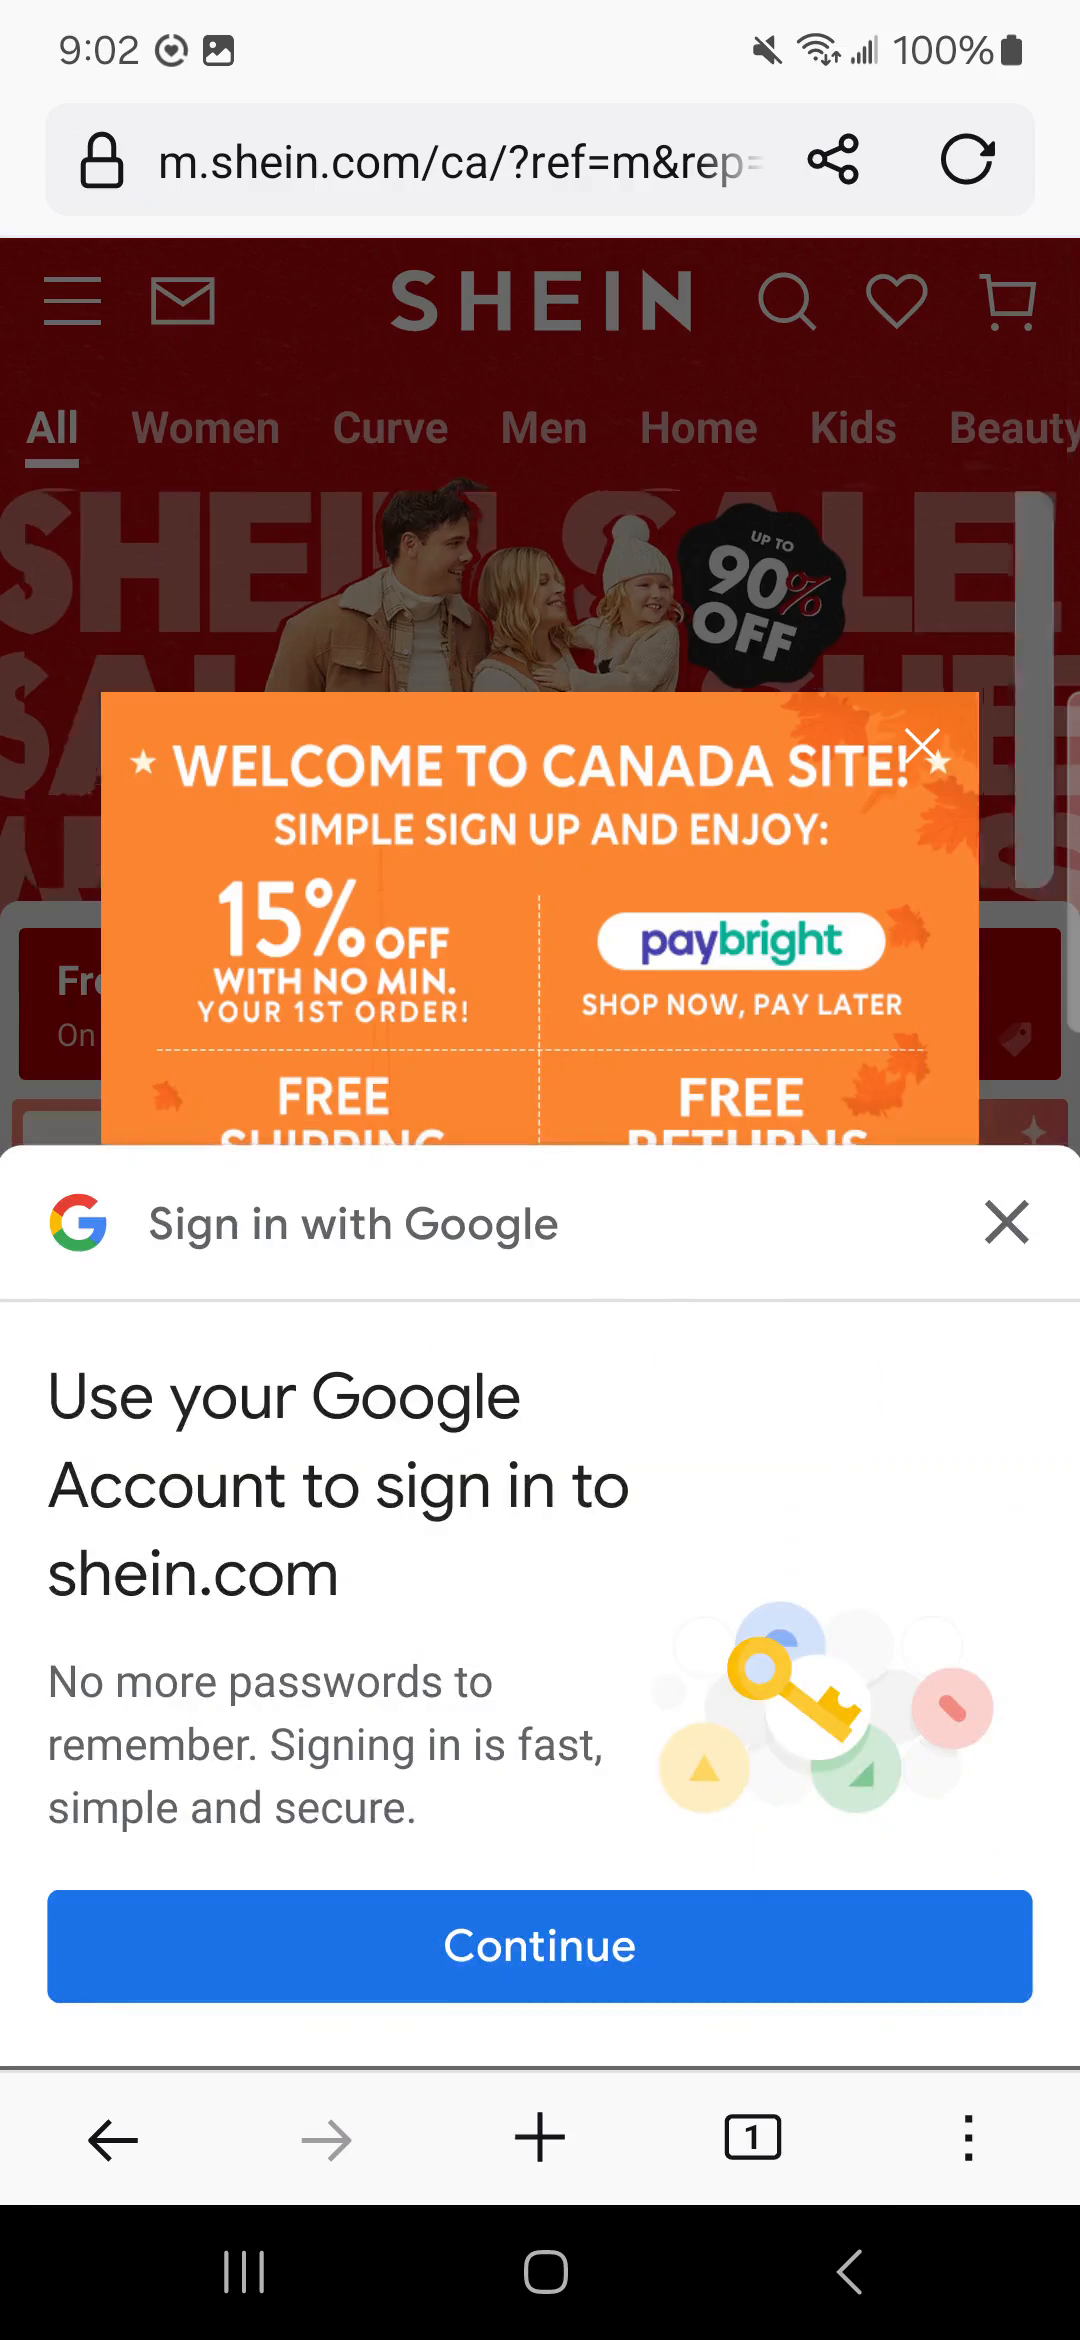 9:02
100%
m.shein.com/ca/?ref=m&rep=
SHEIN
All Women Curve Men Home Kids Beauty
SHEIN SALE
UP TO
90%
OFF
WELCOME TO CANADA SITE!
SIMPLE SIGN UP AND ENJOY:
15% OFF
WITH NO MIN.
YOUR 1ST ORDER!
paybright
SHOP NOW, PAY LATER
On
FREE
SHIPPING
FREE
RETURNS
Sign in with Google
Use your Google
Account to sign in to
shein.com
No more passwords to
remember. Signing in is fast,
simple and secure.
Continue
1